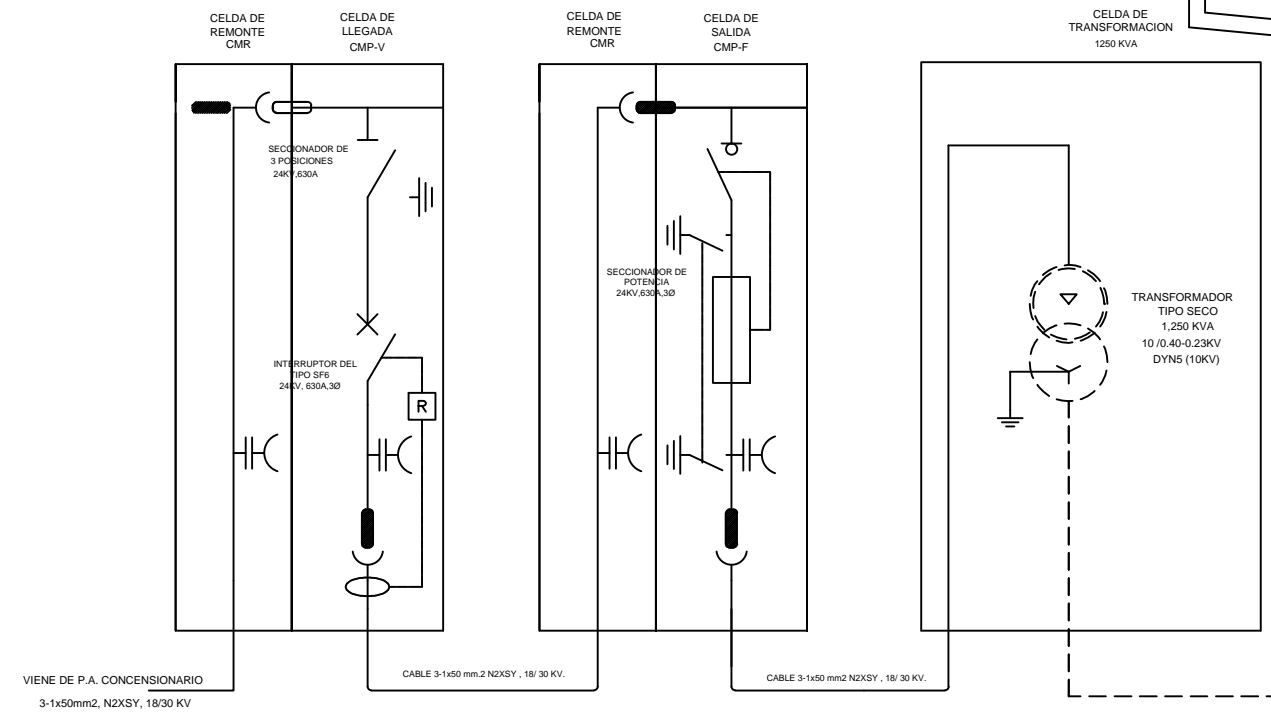 CELDA DE
REMONTE
CMR
CELDA DE
LLEGADA
CMP-V
CELDA DE
REMONTE
CMR
CELDA DE
SALIDA
CMP-F
CELDA DE
TRANSFORMACION
1250 KVA
SECCIONADOR DE
3 POSICIONES
24KV,630A
INTERRUPTOR DEL
TIPO SF6
24KV, 630A,3Ø
R
SECCIONADOR DE
POTENCIA
24KV,630A,3Ø
TRANSFORMADOR
TIPO SECO
1,250 KVA
10 /0.40-0.23KV
DYN5 (10KV)
VIENE DE P.A. CONCENSIONARIO
3-1x50mm2, N2XSY, 18/30 KV
CABLE 3-1x50 mm.2 N2XSY , 18/ 30 KV.
CABLE 3-1x50 mm2 N2XSY , 18/ 30 KV.